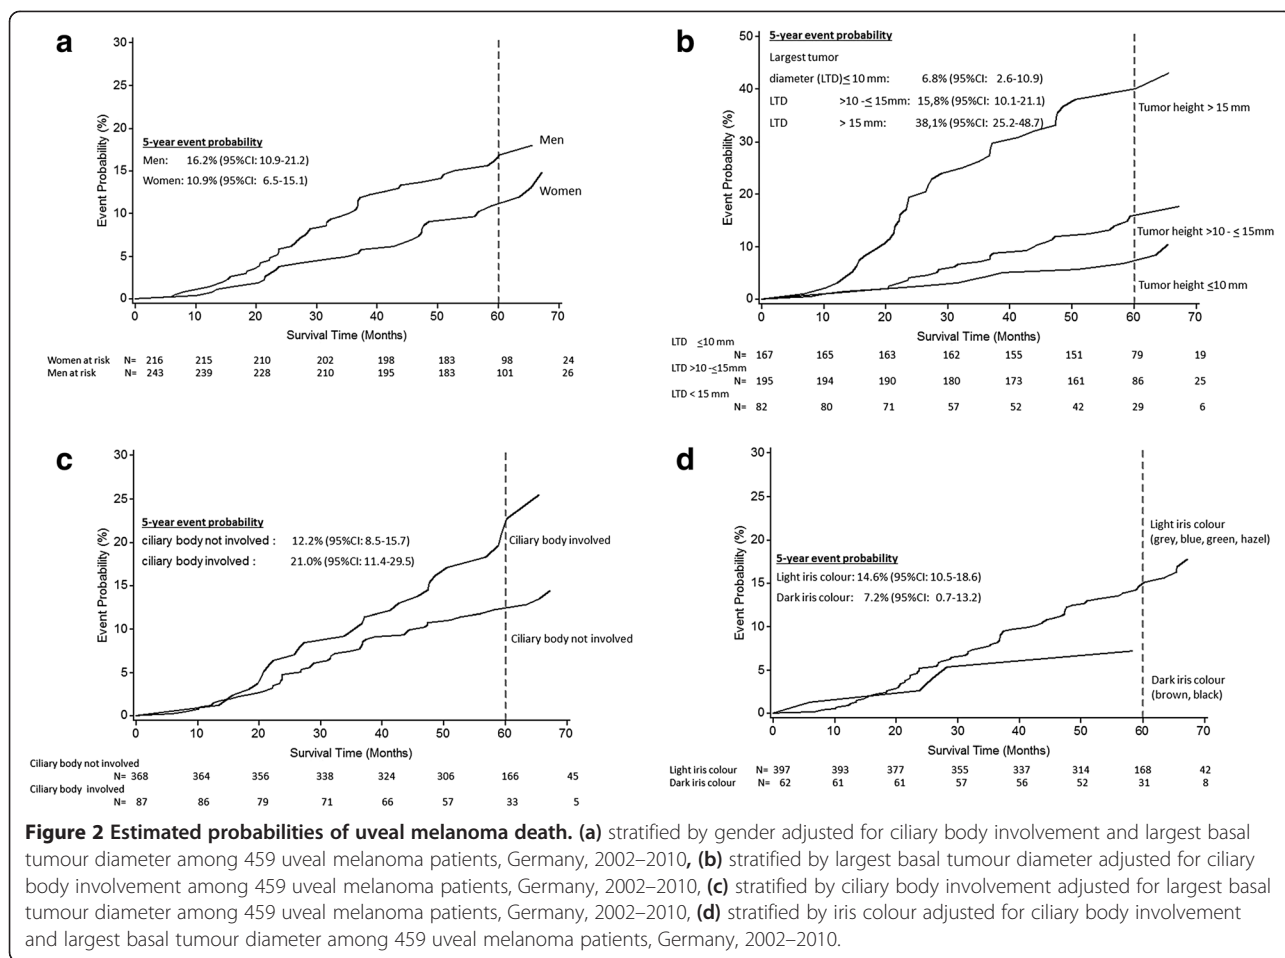 a
30
25
20
15
10
5
0
Event Probability (%)
5-year event probability
Men: 16.2% (95%CI: 10.9-21.2)
Women: 10.9% (95%CI: 6.5-15.1)
Men
Women
0 10 20 30 40 50 60 70
Survival Time (Months)
Women at risk N= 216 215 210 202 198 183 98 24
Men at risk N= 243 239 228 210 195 183 101 26
b
50
40
30
20
10
0
Event Probability (%)
5-year event probability
Largest tumor
diameter (LTD)≤ 10 mm: 6.8% (95%CI: 2.6-10.9)
LTD >10 -≤ 15mm: 15,8% (95%CI: 10.1-21.1)
LTD > 15 mm: 38,1% (95%CI: 25.2-48.7)
Tumor height > 15 mm
Tumor height >10 - ≤ 15mm
Tumor height ≤10 mm
0 10 20 30 40 50 60 70
Survival Time (Months)
LTD ≤10 mm
N= 167 165 163 162 155 151 79 19
LTD >10 -≤15mm
N= 195 194 190 180 173 161 86 25
LTD < 15 mm
N= 82 80 71 57 52 42 29 6
c
30
25
20
15
10
5
0
Event Probability (%)
5-year event probability
ciliary body not involved : 12.2% (95%CI: 8.5-15.7)
ciliary body involved : 21.0% (95%CI: 11.4-29.5)
Ciliary body involved
Ciliary body not involved
0 10 20 30 40 50 60 70
Survival Time (Months)
Ciliary body not involved
N= 368 364 356 338 324 306 166 45
Ciliary body involved
N= 87 86 79 71 66 57 33 5
d
30
25
20
15
10
5
0
Event Probability (%)
5-year event probability
Light iris colour: 14.6% (95%CI: 10.5-18.6)
Dark iris colour: 7.2% (95%CI: 0.7-13.2)
Light iris colour
(grey, blue, green, hazel)
Dark iris colour
(brown, black)
0 10 20 30 40 50 60 70
Survival Time (Months)
Light iris colour N= 397 393 377 355 337 314 168 42
Dark iris colour N= 62 61 61 57 56 52 31 8
Figure 2 Estimated probabilities of uveal melanoma death. (a) stratified by gender adjusted for ciliary body involvement and largest basal
tumour diameter among 459 uveal melanoma patients, Germany, 2002–2010, (b) stratified by largest basal tumour diameter adjusted for ciliary
body involvement among 459 uveal melanoma patients, Germany, 2002–2010, (c) stratified by ciliary body involvement adjusted for largest basal
tumour diameter among 459 uveal melanoma patients, Germany, 2002–2010, (d) stratified by iris colour adjusted for ciliary body involvement
and largest basal tumour diameter among 459 uveal melanoma patients, Germany, 2002–2010.